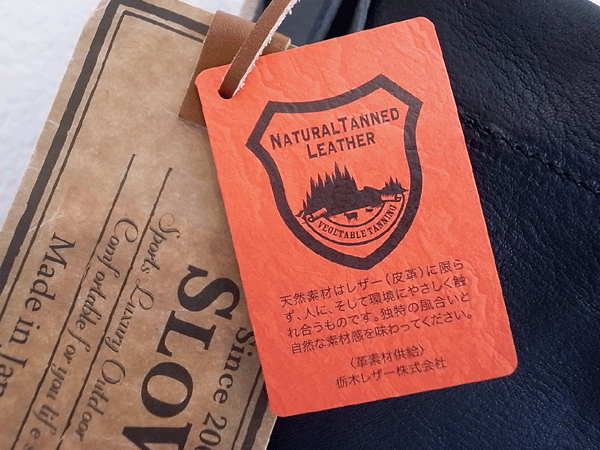 NATURAL TANNED
LEATHER
VEGETABLE TANNING
天然素材はレザー（皮革）に限ら
ず、人に、そして環境にやさしく触
れ合うものです。独特の風合いと
自然な素材感を味わってください。
〈革素材供給〉
栃木レザー株式会社
Since 200
SLOW
Sports Luxury Outdoor
Comfortable for you life s
Made in Jap